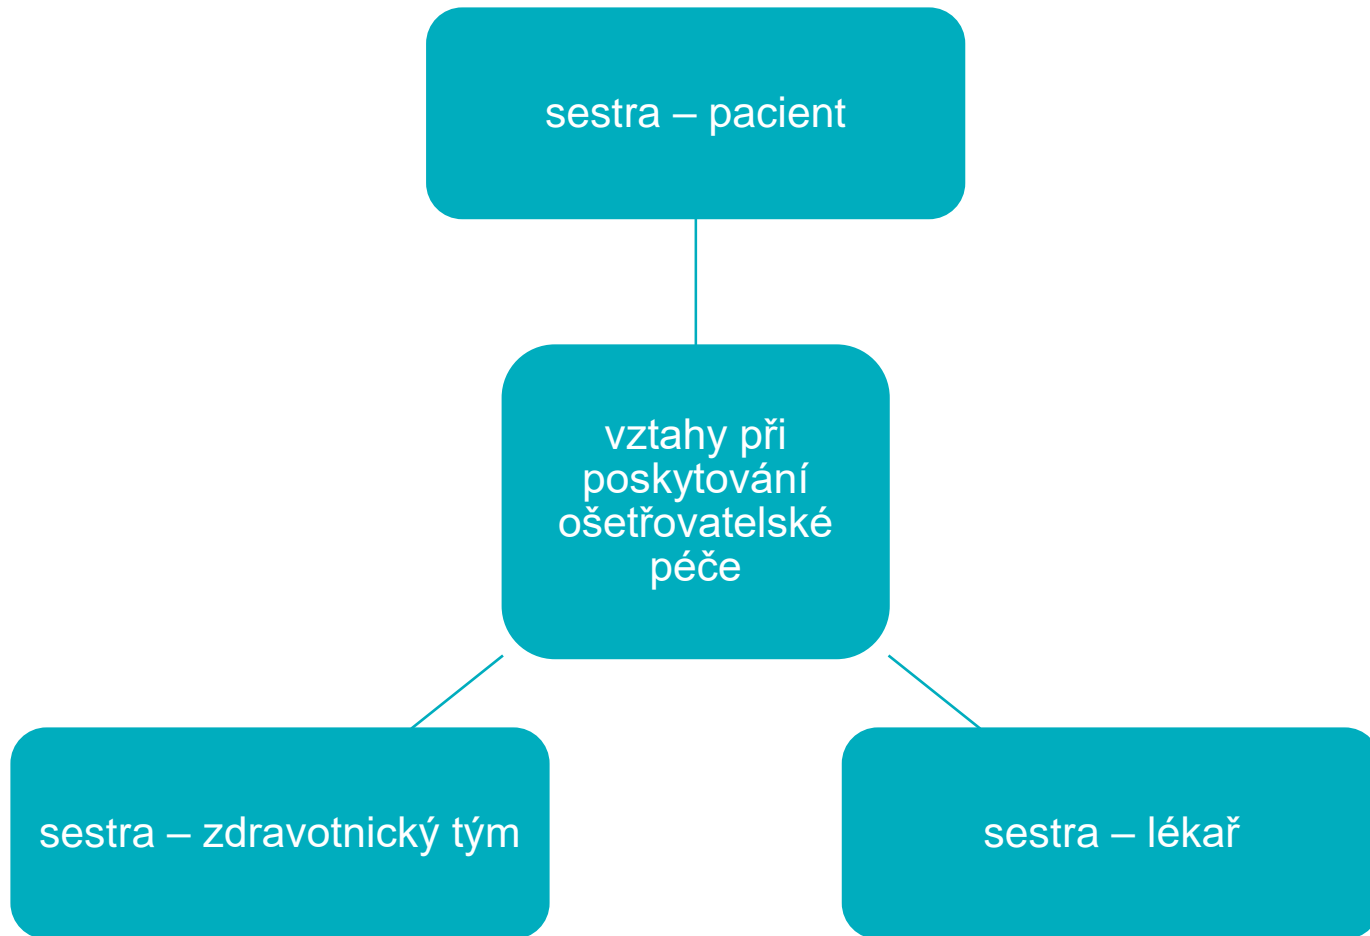 sestra – pacient
vztahy při
poskytování
ošetřovatelské
péče
sestra – zdravotnický tým
sestra – lékař